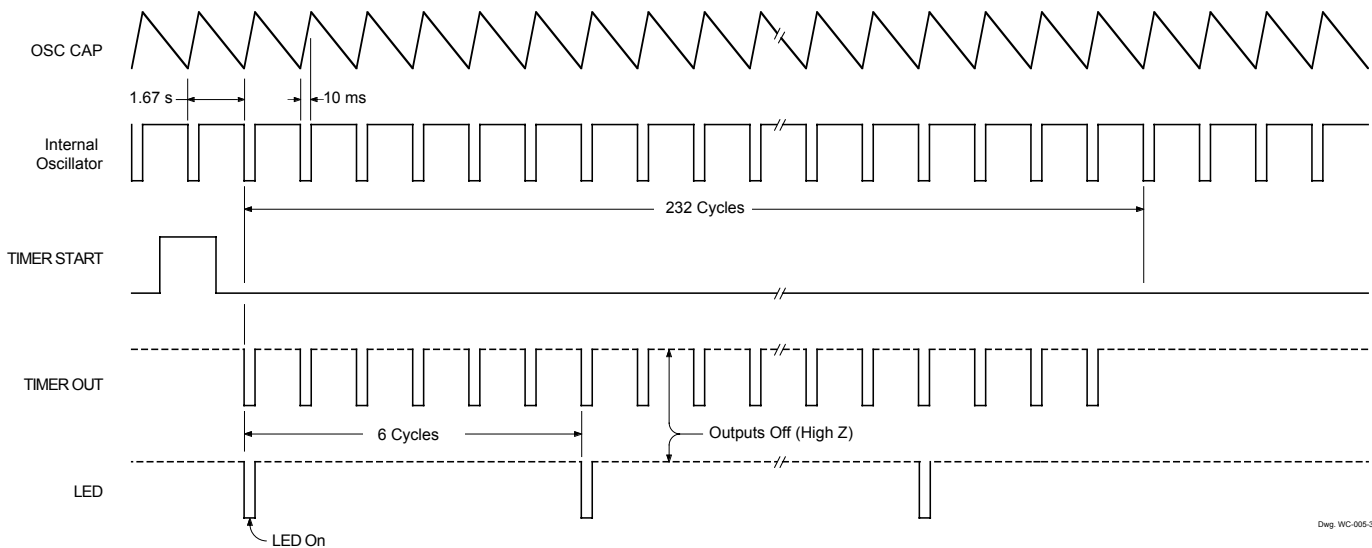 OSC CAP
1.67 s
10 ms
Internal
Oscillator
232 Cycles
TIMER START
TIMER OUT
6 Cycles
Outputs Off (High Z)
LED
LED On
Dwg. WC-005-3